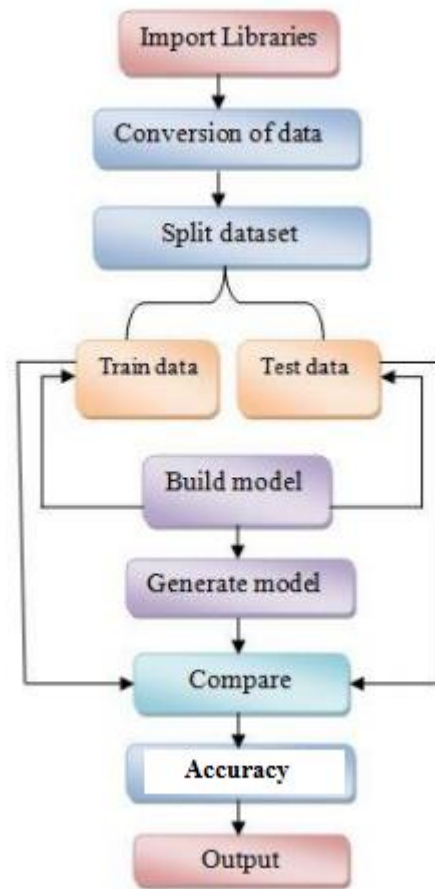 Import Libraries
Conversion of data
Split dataset
Train data
Test data
Build model
Generate model
Compare
Accuracy
Output